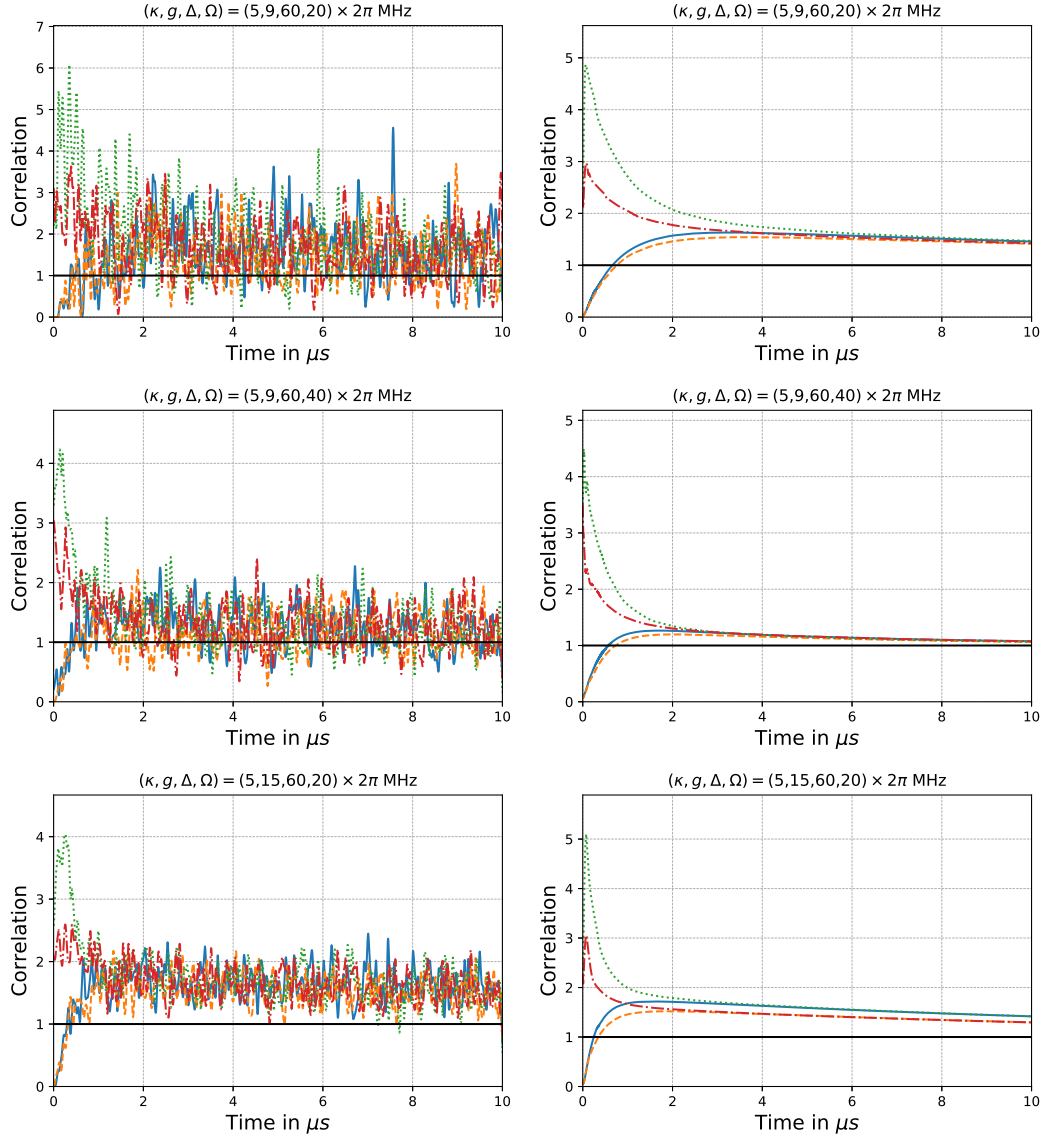 (κ, g, Δ, Ω) = (5,9,60,20) × 2π MHz
7
6
5
4
3
2
1
0
Correlation
0 2 4 6 8 10
Time in μs
(κ, g, Δ, Ω) = (5,9,60,20) × 2π MHz
5
4
3
2
1
0
Correlation
0 2 4 6 8 10
Time in μs
(κ, g, Δ, Ω) = (5,9,60,40) × 2π MHz
4
3
2
1
0
Correlation
0 2 4 6 8 10
Time in μs
(κ, g, Δ, Ω) = (5,9,60,40) × 2π MHz
5
4
3
2
1
0
Correlation
0 2 4 6 8 10
Time in μs
(κ, g, Δ, Ω) = (5,15,60,20) × 2π MHz
4
3
2
1
0
Correlation
0 2 4 6 8 10
Time in μs
(κ, g, Δ, Ω) = (5,15,60,20) × 2π MHz
5
4
3
2
1
0
Correlation
0 2 4 6 8 10
Time in μs